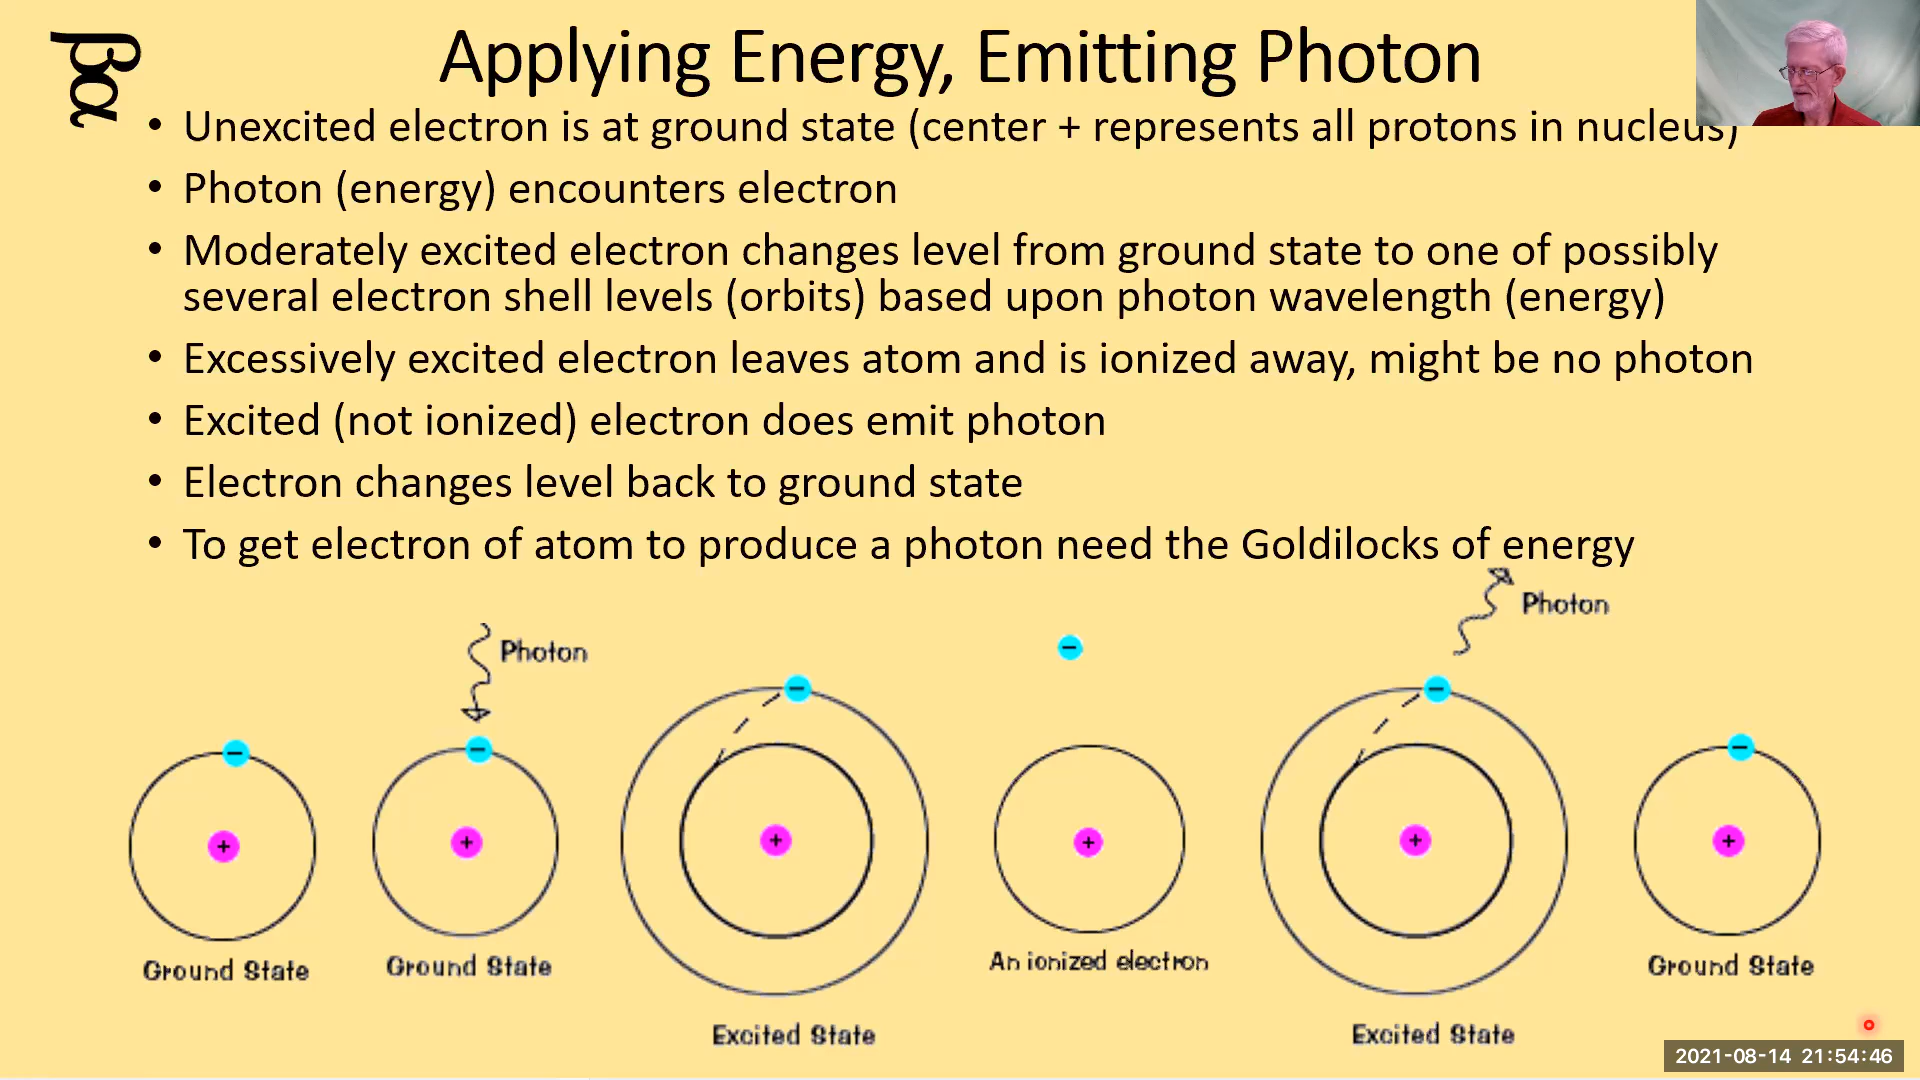 βα
Applying Energy, Emitting Photon
• Unexcited electron is at ground state (center + represents all protons in nucleus)
• Photon (energy) encounters electron
• Moderately excited electron changes level from ground state to one of possibly
several electron shell levels (orbits) based upon photon wavelength (energy)
• Excessively excited electron leaves atom and is ionized away, might be no photon
• Excited (not ionized) electron does emit photon
• Electron changes level back to ground state
• To get electron of atom to produce a photon need the Goldilocks of energy
Photon
Photon
−
−
−
−
−
−
+
+
+
+
+
+
Ground State
Ground State
An ionized electron
Ground State
Excited State
Excited State
2021-08-14 21:54:46